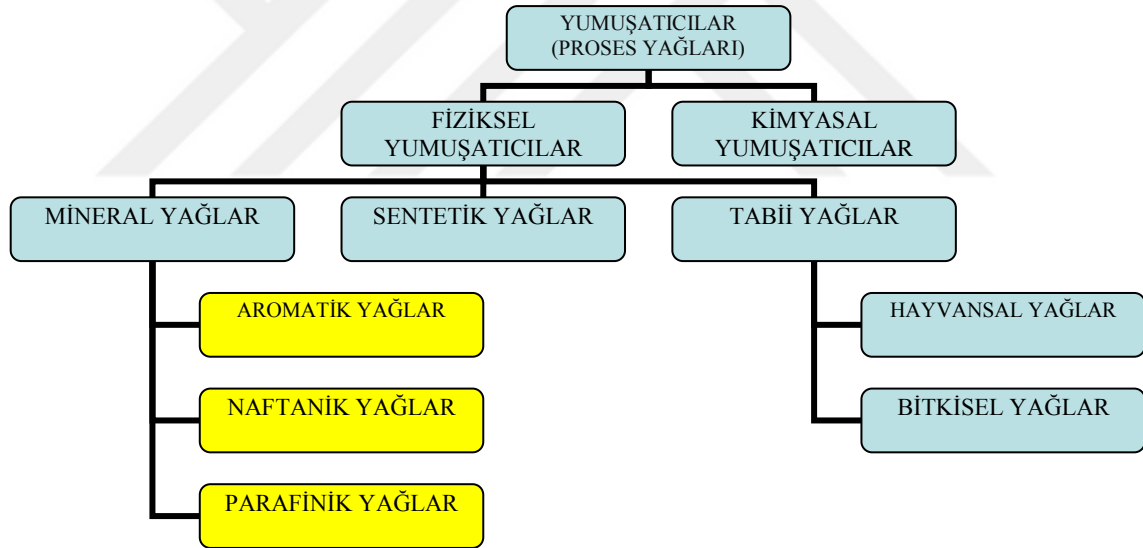 YUMUŞATICILAR
(PROSES YAĞLARI)
FİZİKSEL
YUMUŞATICILAR
KİMYASAL
YUMUŞATICILAR
MİNERAL YAĞLAR
SENTETİK YAĞLAR
TABİİ YAĞLAR
AROMATİK YAĞLAR
HAYVANSAL YAĞLAR
NAFTANİK YAĞLAR
BİTKİSEL YAĞLAR
PARAFİNİK YAĞLAR